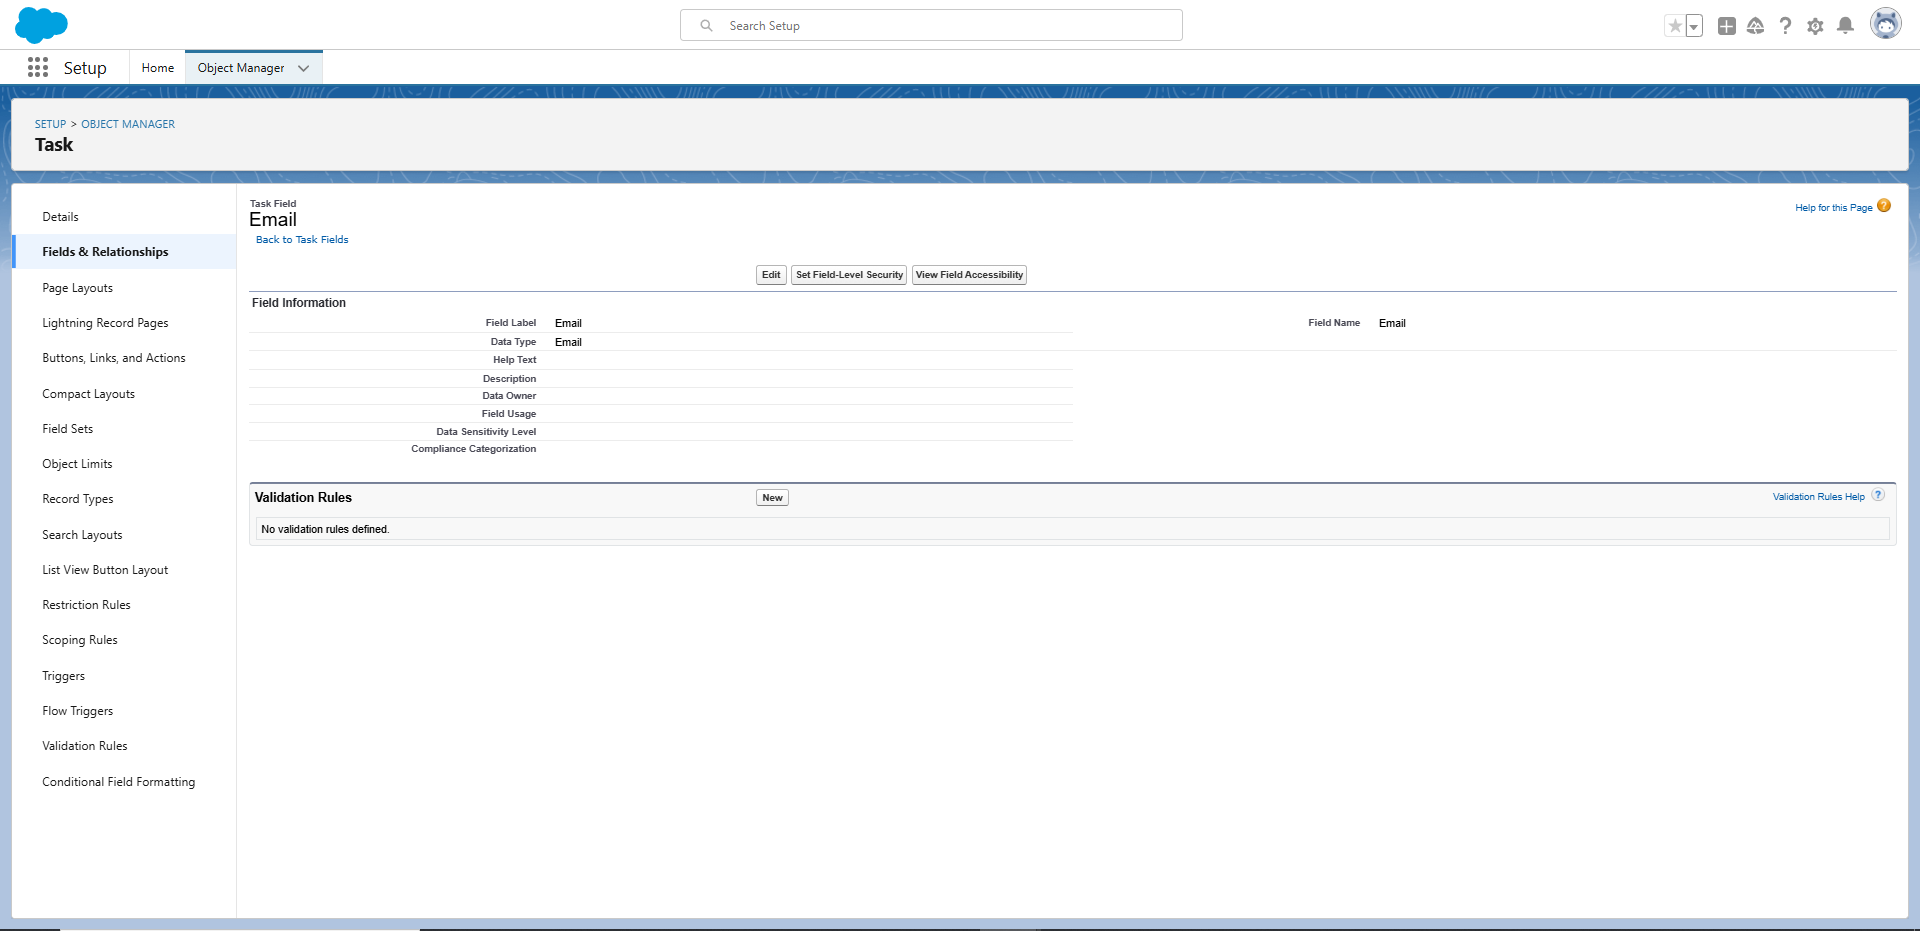 Search Setup
Setup
Home
Object Manager
SETUP > OBJECT MANAGER
Task
Details
Fields & Relationships
Page Layouts
Lightning Record Pages
Buttons, Links, and Actions
Compact Layouts
Field Sets
Object Limits
Record Types
Search Layouts
List View Button Layout
Restriction Rules
Scoping Rules
Triggers
Flow Triggers
Validation Rules
Conditional Field Formatting
Task Field
Email
Back to Task Fields
Help for this Page ?
Edit Set Field-Level Security View Field Accessibility
Field Information
Field Label Email Field Name Email
Data Type Email
Help Text
Description
Data Owner
Field Usage
Data Sensitivity Level
Compliance Categorization
Validation Rules New Validation Rules Help ?
No validation rules defined.